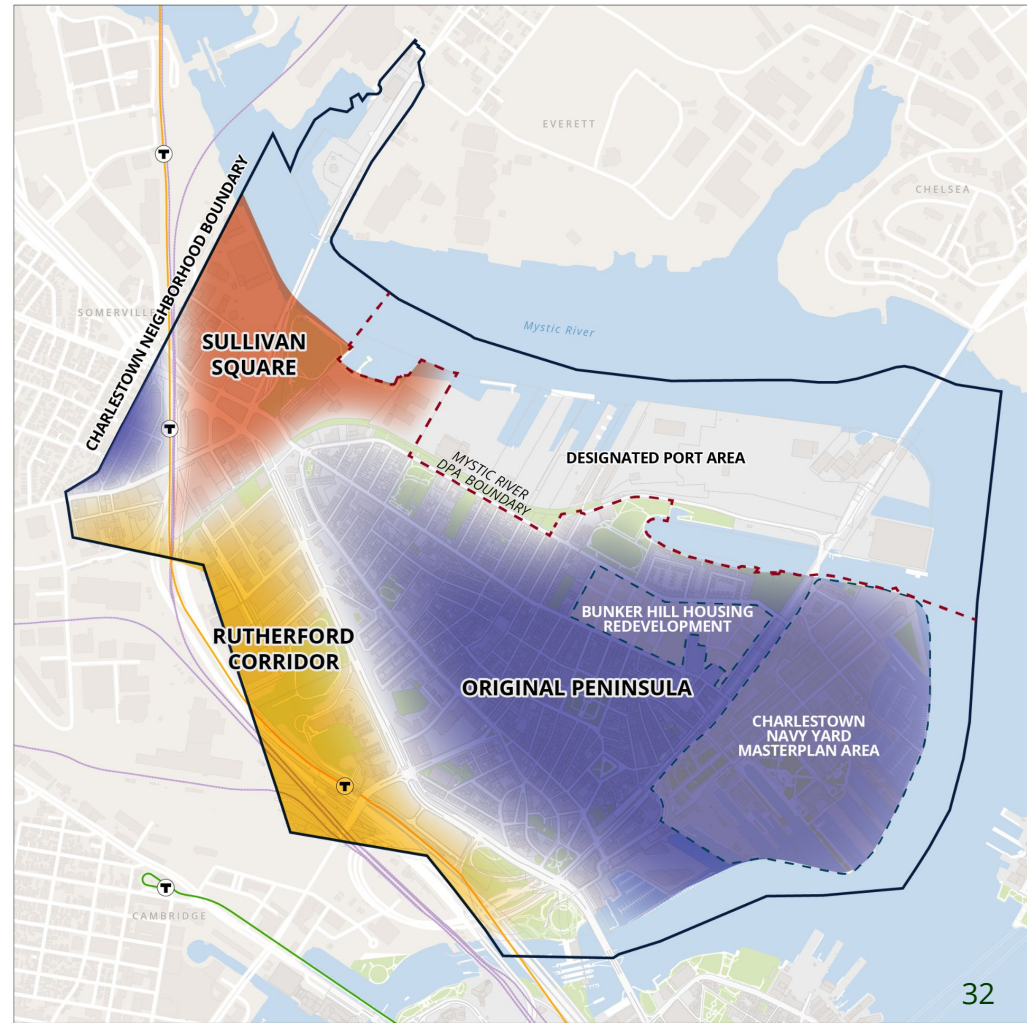 EVERETT
CHELSEA
CHARLESTOWN NEIGHBORHOOD BOUNDARY
SOMERVILLE
T
Mystic River
SULLIVAN
SQUARE
T
DESIGNATED PORT AREA
MYSTIC RIVER
DPA BOUNDARY
BUNKER HILL HOUSING
REDEVELOPMENT
RUTHERFORD
CORRIDOR
ORIGINAL PENINSULA
CHARLESTOWN
NAVY YARD
MASTERPLAN AREA
T
T
CAMBRIDGE
32